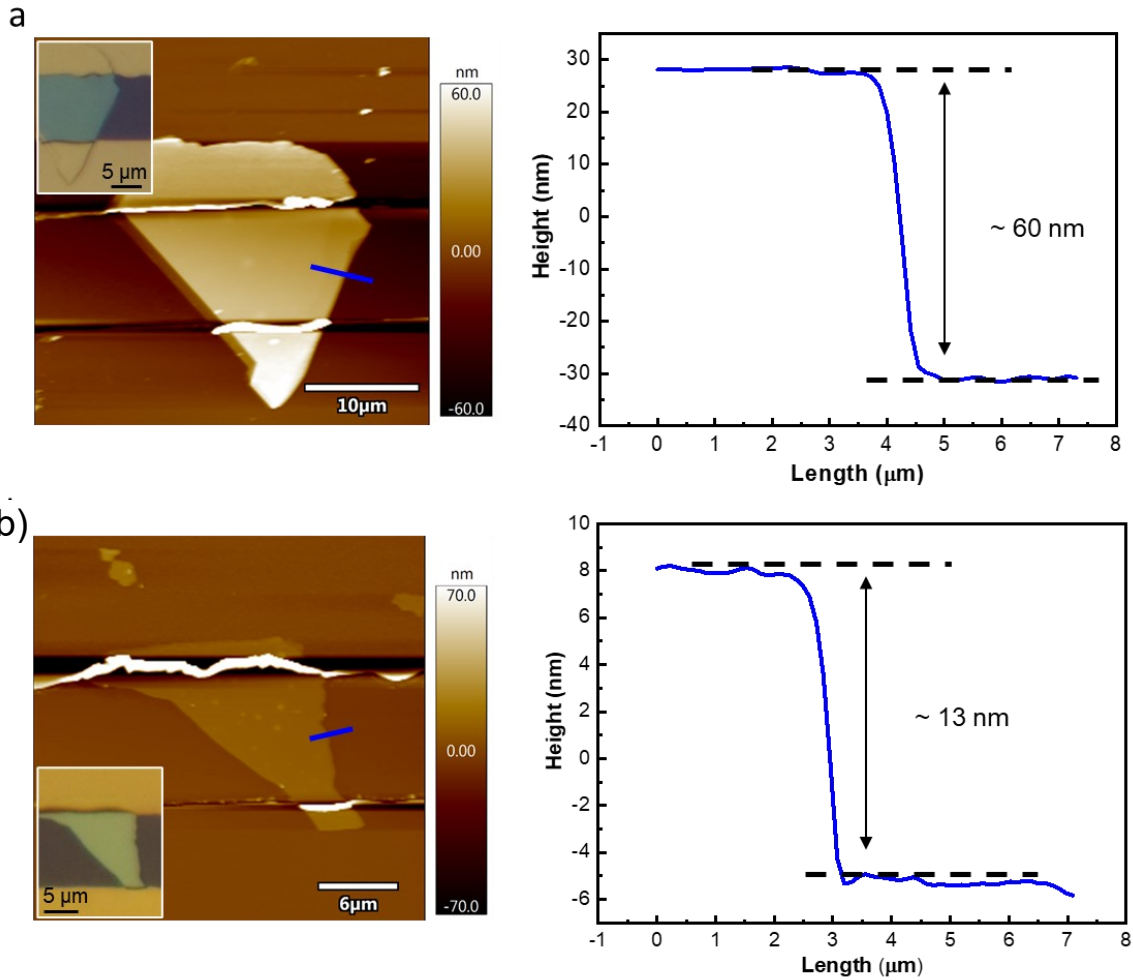 a
5 µm
10µm
nm
60.0
0.00
-60.0
Height (nm)
30
20
10
0
-10
-20
-30
-40
~ 60 nm
-1 0 1 2 3 4 5 6 7 8
Length (µm)
b)
5 µm
6µm
nm
70.0
0.00
-70.0
Height (nm)
10
8
6
4
2
0
-2
-4
-6
~ 13 nm
-1 0 1 2 3 4 5 6 7 8
Length (µm)